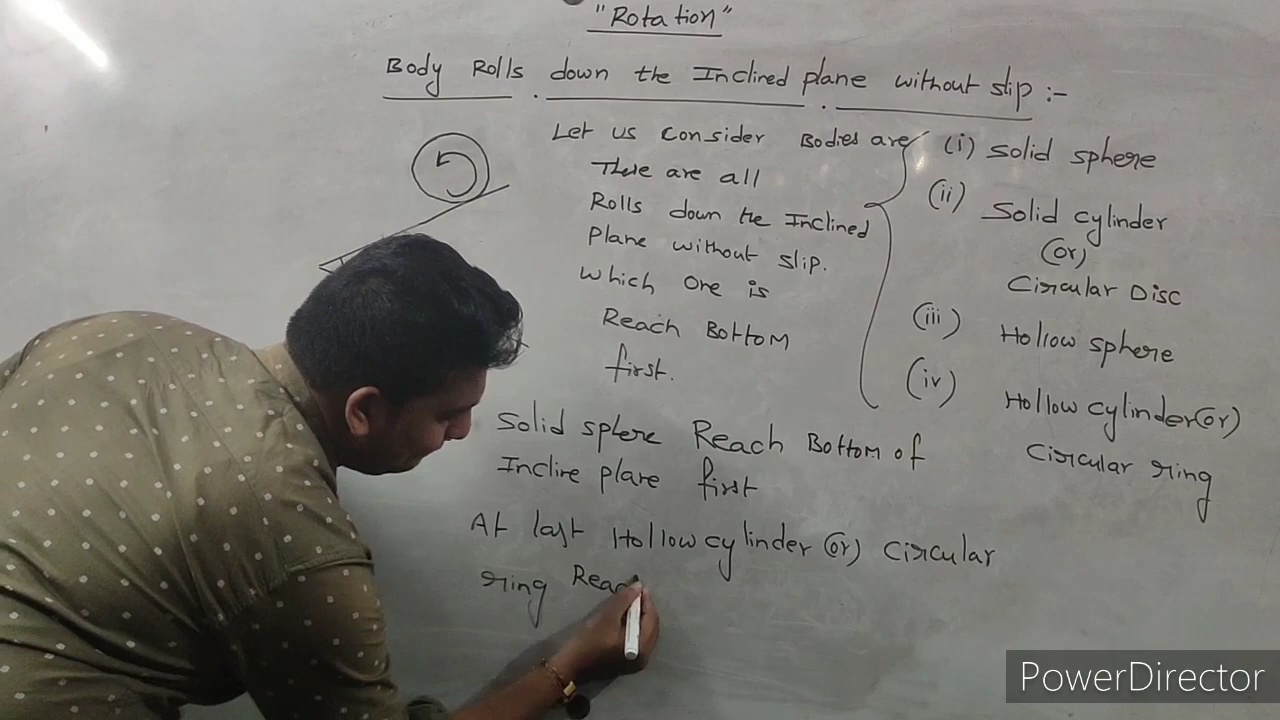 "Rotation"
Body Rolls down the Inclined plane without slip :-
Let us consider Bodies are
There are all
Rolls down the Inclined
Plane without slip.
which one is
Reach Bottom
first.
(i) Solid sphere
(ii) Solid cylinder
(or)
Circular Disc
(iii) Hollow sphere
(iv) Hollow cylinder (or)
Circular ring
Solid sphere Reach Bottom of
Incline plane first
At last Hollow cylinder (or) circular
ring Reac
PowerDirector